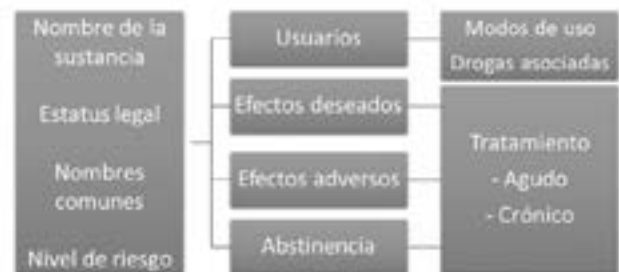 Nombre de la
sustancia
Estatus legal
Nombres
comunes
Nivel de riesgo
Usuarios
Efectos deseados
Efectos adversos
Abstinencia
Modos de uso
Drogas asociadas
Tratamiento
- Agudo
- Crónico